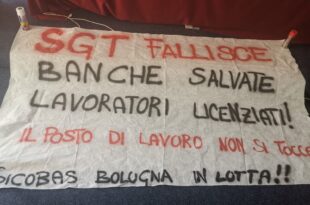 SGT FALLISCE
BANCHE SALVATE
LAVORATORI LICENZIATI!
IL POSTO DI LAVORO NON SI TOCCA
SICOBAS BOLOGNA IN LOTTA!!